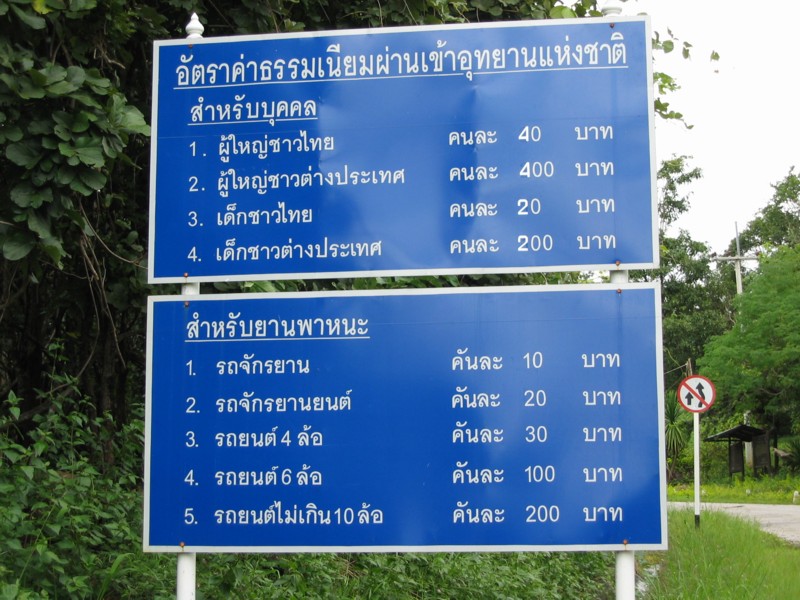 อัตราค่าธรรมเนียมผ่านเข้าอุทยานแห่งชาติ
สำหรับบุคคล
1. ผู้ใหญ่ชาวไทย คนละ 40 บาท
2. ผู้ใหญ่ชาวต่างประเทศ คนละ 400 บาท
3. เด็กชาวไทย คนละ 20 บาท
4. เด็กชาวต่างประเทศ คนละ 200 บาท
สำหรับยานพาหนะ
1. รถจักรยาน คันละ 10 บาท
2. รถจักรยานยนต์ คันละ 20 บาท
3. รถยนต์ 4 ล้อ คันละ 30 บาท
4. รถยนต์ 6 ล้อ คันละ 100 บาท
5. รถยนต์ไม่เกิน 10 ล้อ คันละ 200 บาท